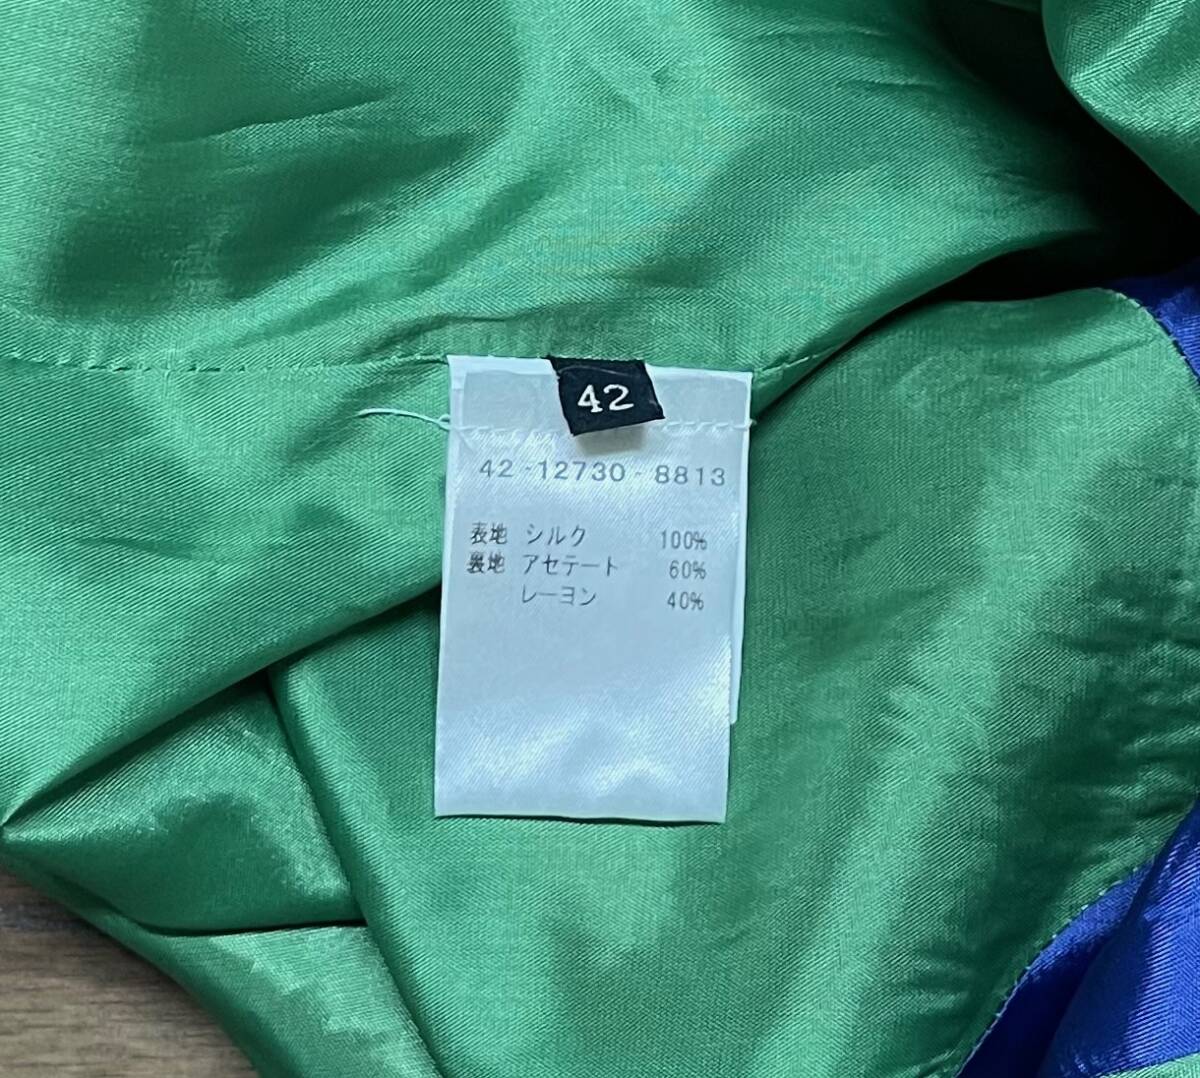 42
42-12730-8813
表地 シルク 100%
裏地 アセテート 60%
レーヨン 40%